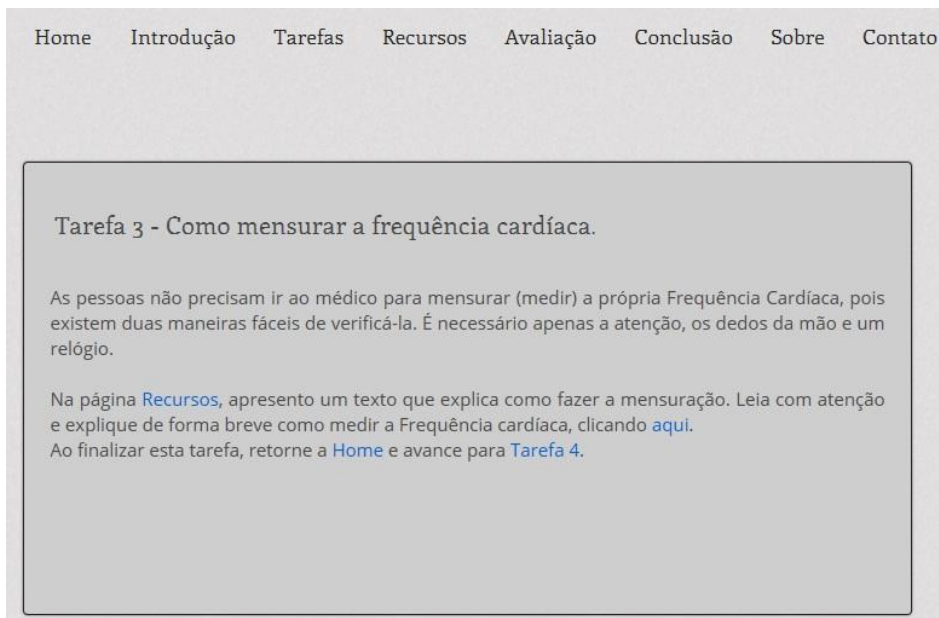 Home Introdução Tarefas Recursos Avaliação Conclusão Sobre Contato
Tarefa 3 - Como mensurar a frequência cardíaca.
As pessoas não precisam ir ao médico para mensurar (medir) a própria Frequência Cardíaca, pois
existem duas maneiras fáceis de verificá-la. É necessário apenas a atenção, os dedos da mão e um
relógio.
Na página Recursos, apresento um texto que explica como fazer a mensuração. Leia com atenção
e explique de forma breve como medir a Frequência cardíaca, clicando aqui.
Ao finalizar esta tarefa, retorne a Home e avance para Tarefa 4.